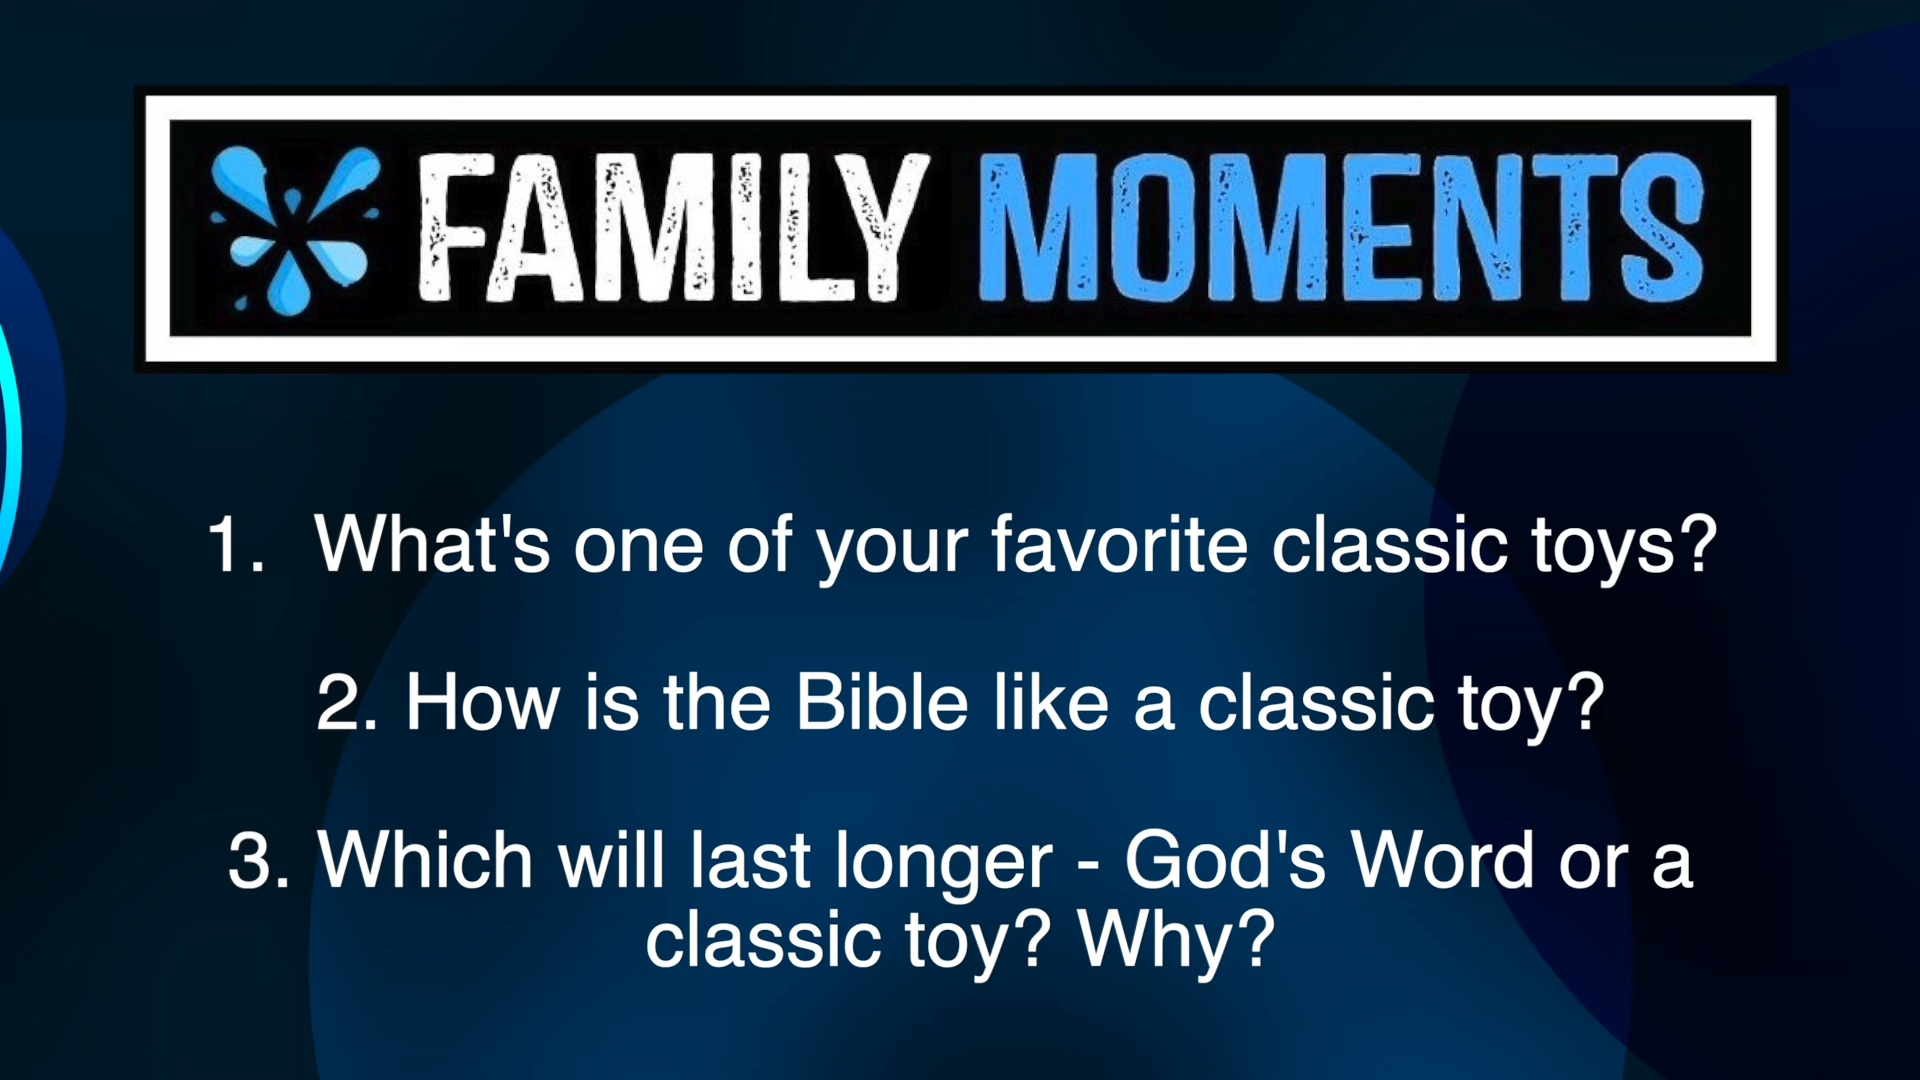 FAMILY MOMENTS
1. What's one of your favorite classic toys?
2. How is the Bible like a classic toy?
3. Which will last longer - God's Word or a
classic toy? Why?